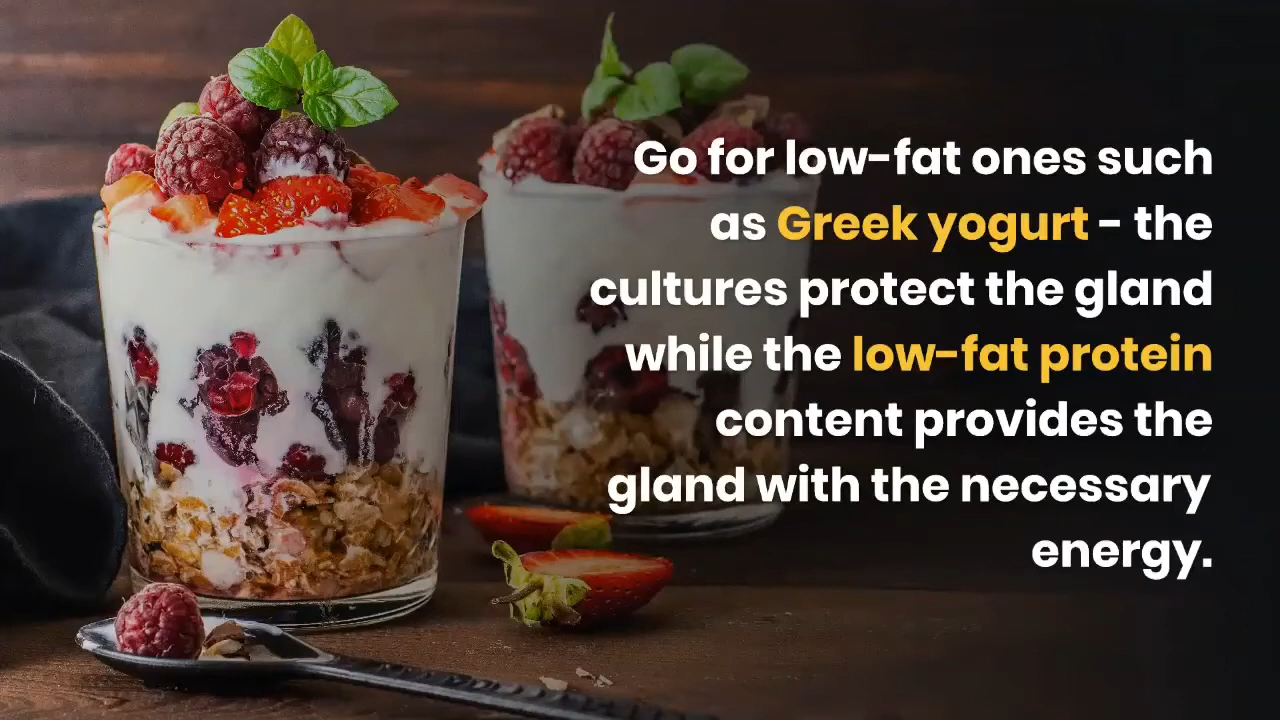 Go for low-fat ones such
as Greek yogurt - the
cultures protect the gland
while the low-fat protein
content provides the
gland with the necessary
energy.